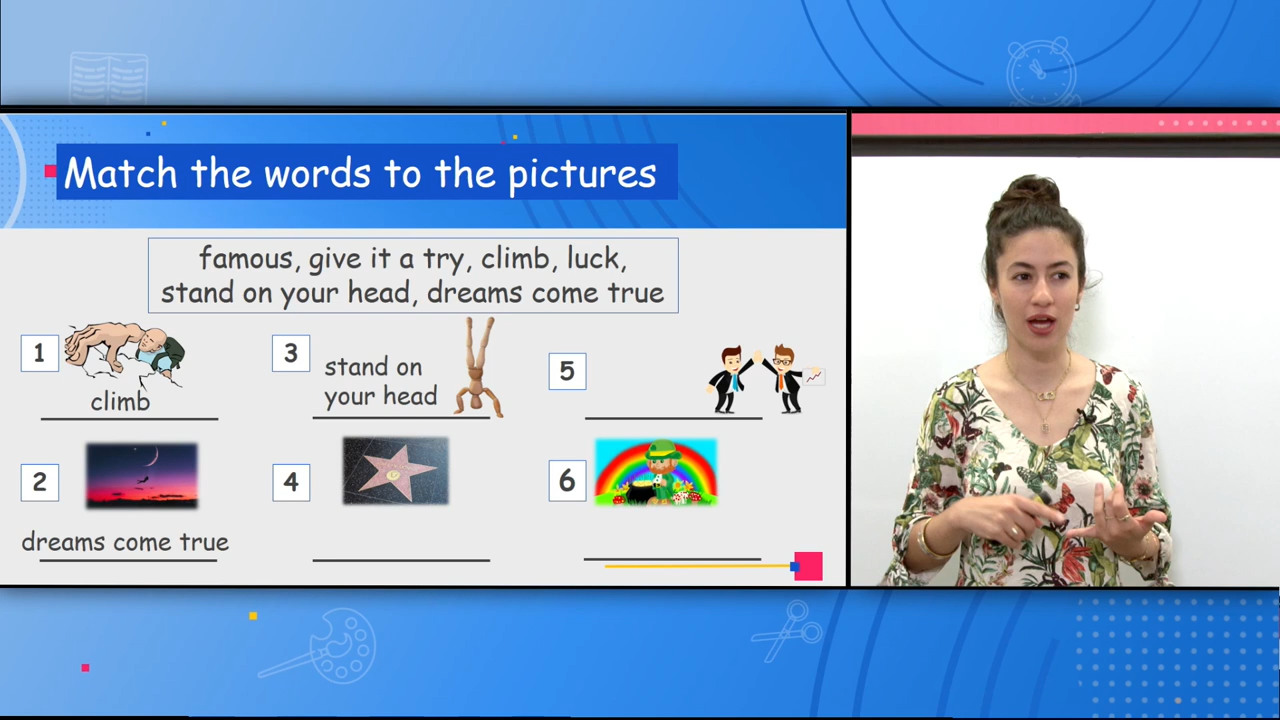 Match the words to the pictures
famous, give it a try, climb, luck,
stand on your head, dreams come true
1
climb
3
stand on
your head
5
2
dreams come true
4
6